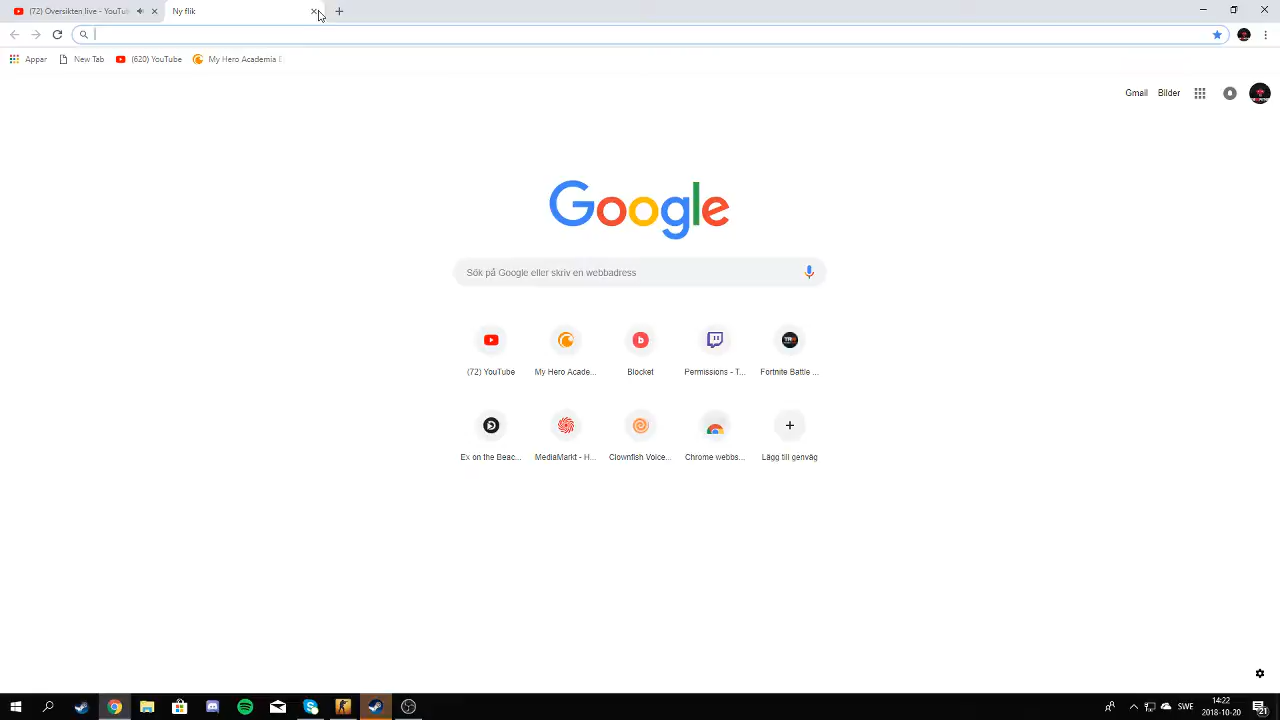 (72) Översikten live - YouTu
Ny flik
Appar
New Tab
(620) YouTube
My Hero Academia
Gmail
Bilder
Google
Sök på Google eller skriv en webbadress
(72) YouTube
My Hero Acade...
Blocket
Permissions - T...
Fortnite Battle ...
Ex on the Beac...
MediaMarkt - H...
Clownfish Voice...
Chrome webbs...
Lägg till genväg
SWE
14:22
2018-10-20
21